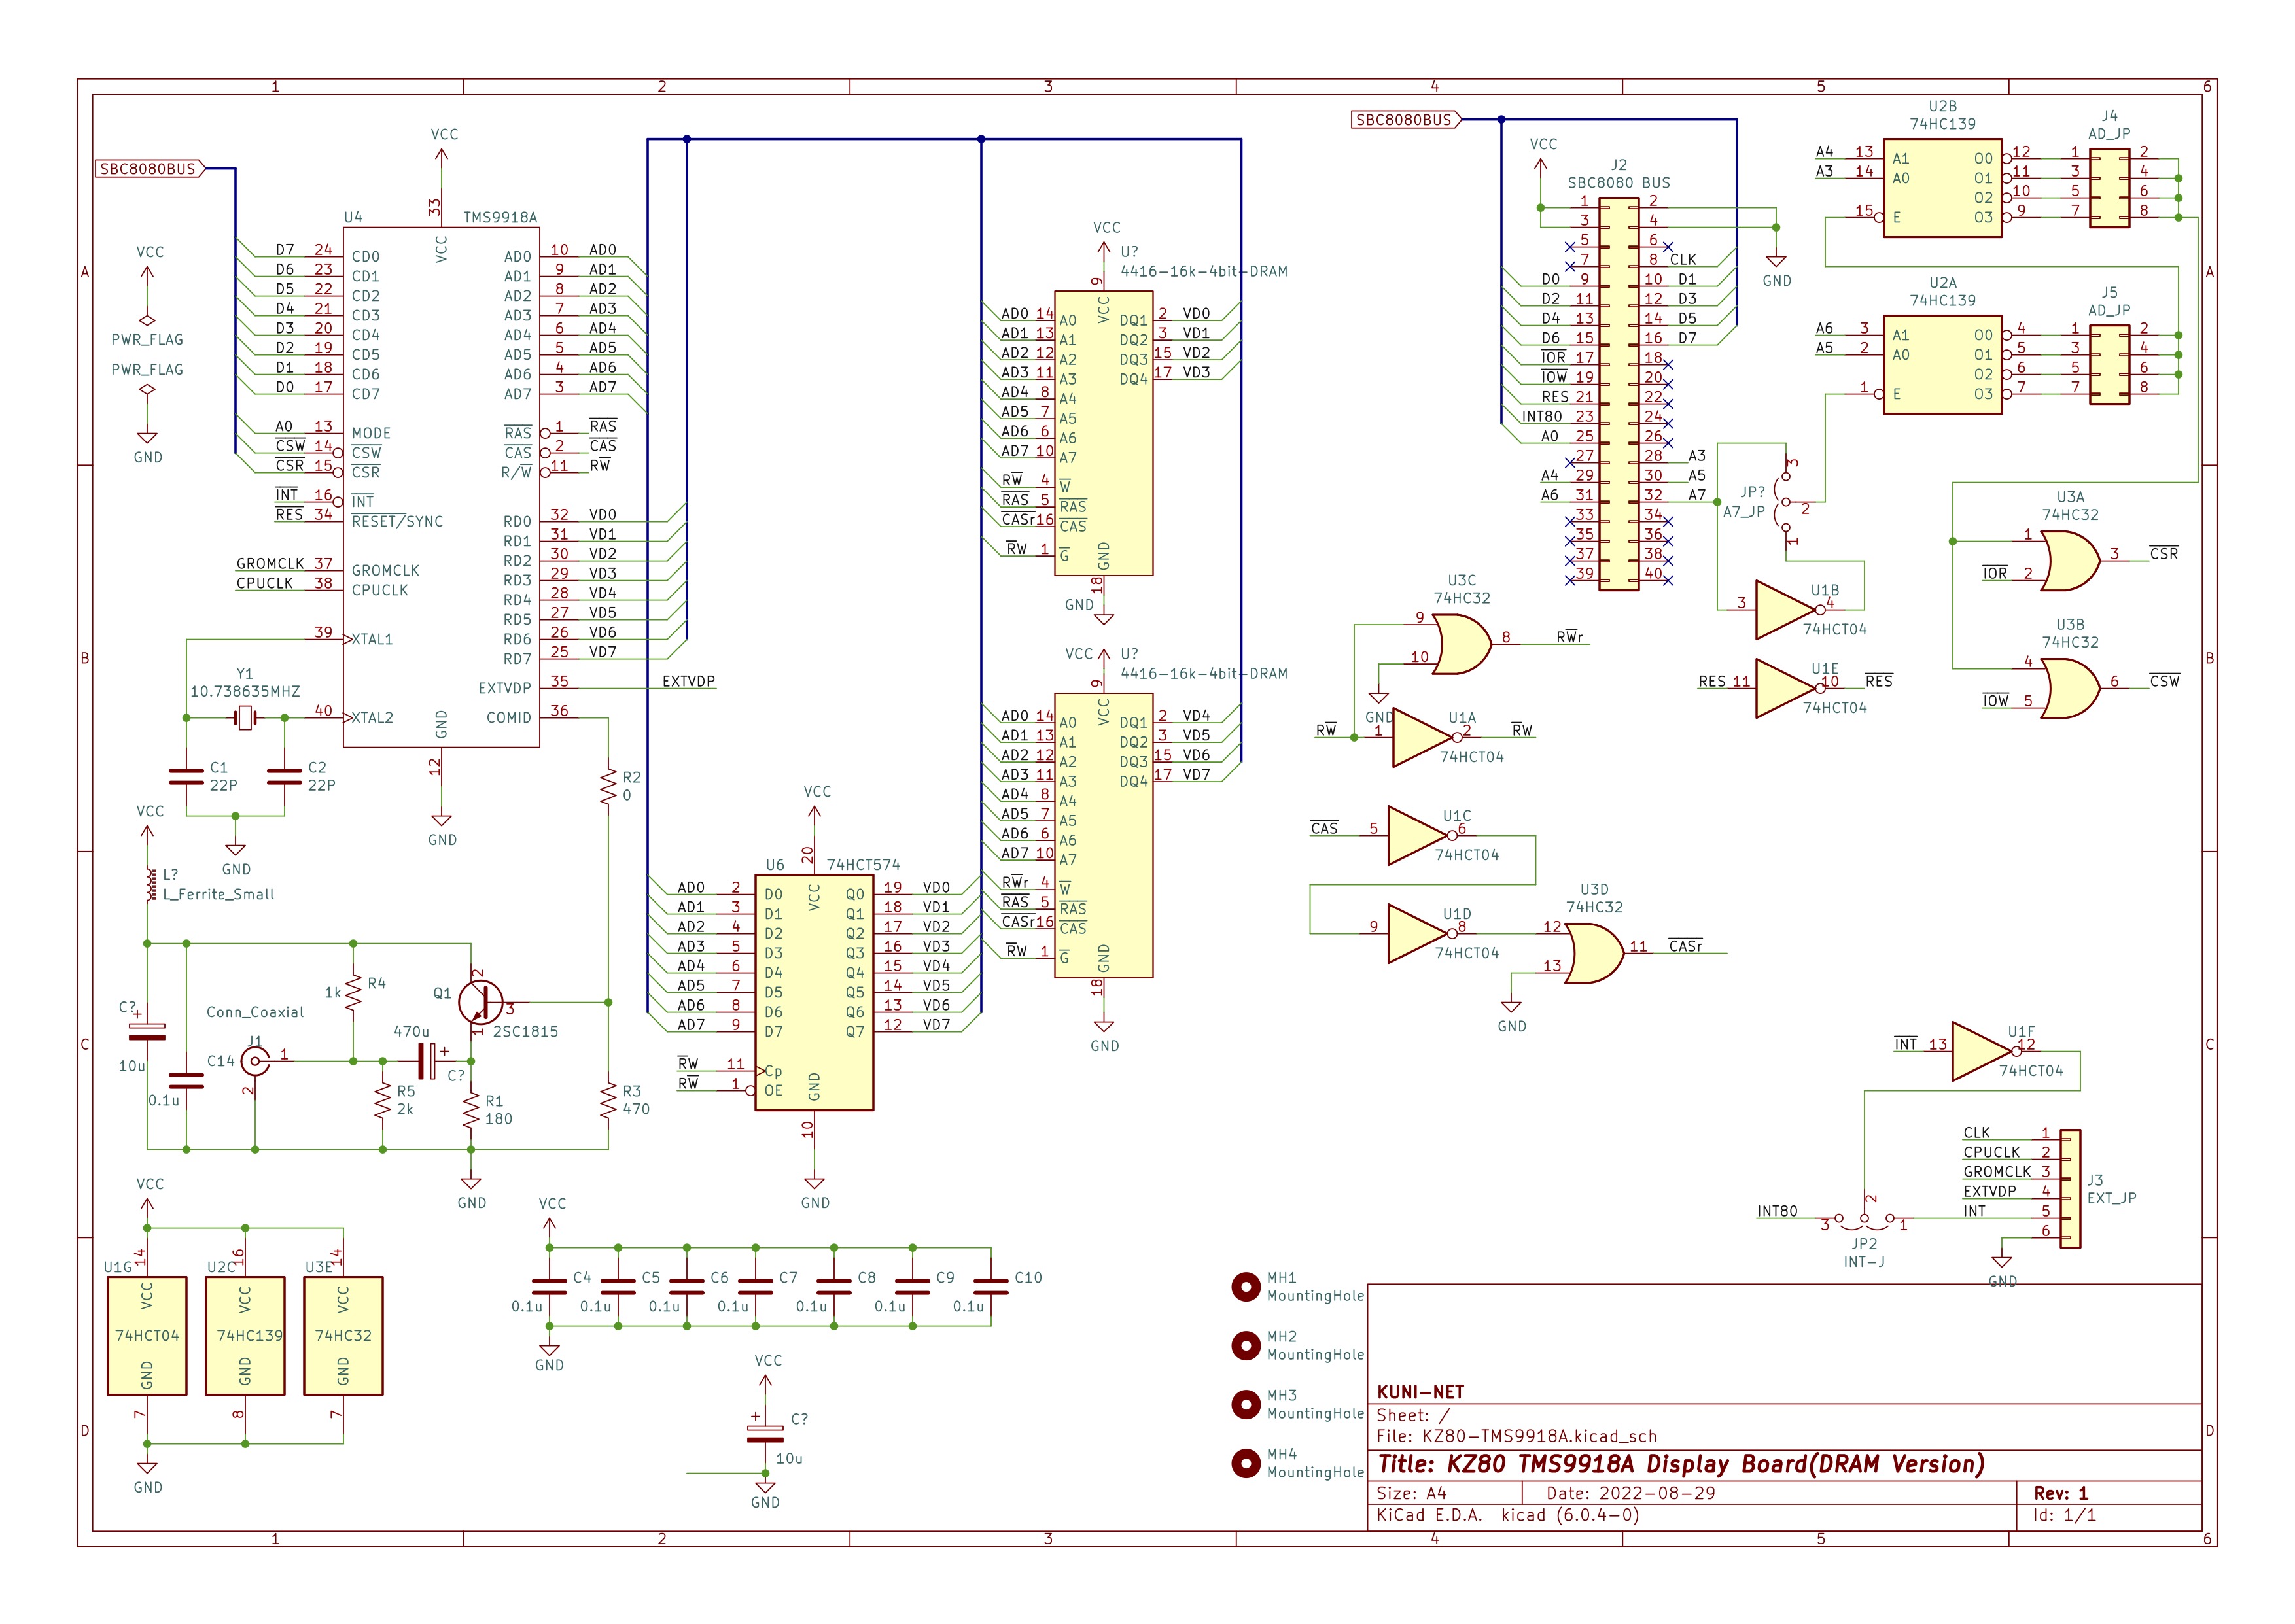 1 2 3 4 5 6
A A
B B
C C
D D
1 2 3 4 5 6
SBC8080BUS
VCC
PWR_FLAG
PWR_FLAG
GND
VCC
33
U4 TMS9918A
VCC
D7 24 CD0
D6 23 CD1
D5 22 CD2
D4 21 CD3
D3 20 CD4
D2 19 CD5
D1 18 CD6
D0 17 CD7
A0 13 MODE
CSW 14 CSW
CSR 15 CSR
INT 16 INT
RES 34 RESET/SYNC
GROMCLK 37 GROMCLK
CPUCLK 38 CPUCLK
39 XTAL1
40 XTAL2
AD0 10 AD0
AD1 9 AD1
AD2 8 AD2
AD3 7 AD3
AD4 6 AD4
AD5 5 AD5
AD6 4 AD6
AD7 3 AD7
RAS 1 RAS
CAS 2 CAS
R/W 11 RW
RD0 32 VD0
RD1 31 VD1
RD2 30 VD2
RD3 29 VD3
RD4 28 VD4
RD5 27 VD5
RD6 26 VD6
RD7 25 VD7
EXTVDP 35 EXTVDP
COMID 36
GND
12
GND
Y1
10.738635MHZ
C1
22P
C2
22P
GND
R2
0
VCC
L?
L_Ferrite_Small
C?
+
10u
C14
0.1u
Conn_Coaxial
J1
1
2
R4
1k
R5
2k
470u
+
C?
Q1
2
3
1
2SC1815
R1
180
R3
470
GND
VCC
20
U6 74HCT574
VCC
AD0 2 D0 Q0 19 VD0
AD1 3 D1 Q1 18 VD1
AD2 4 D2 Q2 17 VD2
AD3 5 D3 Q3 16 VD3
AD4 6 D4 Q4 15 VD4
AD5 7 D5 Q5 14 VD5
AD6 8 D6 Q6 13 VD6
AD7 9 D7 Q7 12 VD7
RW 11 Cp
RW 1 OE
GND
10
GND
VCC
9
U?
4416-16k-4bit-DRAM
VCC
AD0 14 A0 DQ1 2 VD0
AD1 13 A1 DQ2 3 VD1
AD2 12 A2 DQ3 15 VD2
AD3 11 A3 DQ4 17 VD3
AD4 8 A4
AD5 7 A5
AD6 6 A6
AD7 10 A7
RW 4 W
RAS 5 RAS
CASr 16 CAS
RW 1 G
GND
18
GND
VCC
9
U?
4416-16k-4bit-DRAM
VCC
AD0 14 A0 DQ1 2 VD4
AD1 13 A1 DQ2 3 VD5
AD2 12 A2 DQ3 15 VD6
AD3 11 A3 DQ4 17 VD7
AD4 8 A4
AD5 7 A5
AD6 6 A6
AD7 10 A7
RWr 4 W
RAS 5 RAS
CASr 16 CAS
RW 1 G
GND
18
GND
SBC8080BUS
VCC
J2
SBC8080 BUS
1 2
3 4
5 6
7 8 CLK
D0 9 10 D1
D2 11 12 D3
D4 13 14 D5
D6 15 16 D7
IOR 17 18
IOW 19 20
RES 21 22
INT80 23 24
A0 25 26
27 28 A3
A4 29 30 A5
A6 31 32 A7
33 34
35 36
37 38
39 40
GND
U2B
74HC139
A4 13 A1 O0 12
A3 14 A0 O1 11
O2 10
15 E O3 9
J4
AD_JP
1 2
3 4
5 6
7 8
U2A
74HC139
A6 3 A1 O0 4
A5 2 A0 O1 5
O2 6
1 E O3 7
J5
AD_JP
1 2
3 4
5 6
7 8
JP?
A7_JP
3
2
1
U1B
3 4
74HCT04
U1E
RES 11 10 RES
74HCT04
U3A
74HC32
1
IOR 2
3 CSR
U3B
74HC32
4
IOW 5
6 CSW
U3C
74HC32
9
10
8 RWr
GND
U1A
RW 1 2 RW
74HCT04
U1C
CAS 5 6
74HCT04
U1D
9 8
74HCT04
U3D
74HC32
12
13
11 CASr
GND
U1F
INT 13 12
74HCT04
CLK 1
CPUCLK 2
GROMCLK 3
EXTVDP 4
INT 5
6
J3
EXT_JP
INT80 3 2 1
JP2
INT-J
GND
VCC
14 16 14
U1G U2C U3E
VCC VCC VCC
74HCT04 74HC139 74HC32
GND GND GND
7 8 7
GND
VCC
C4 C5 C6 C7 C8 C9 C10
0.1u 0.1u 0.1u 0.1u 0.1u 0.1u 0.1u
GND
VCC
+
C?
10u
GND
MH1
MountingHole
MH2
MountingHole
MH3
MountingHole
MH4
MountingHole
KUNI-NET
Sheet: /
File: KZ80-TMS9918A.kicad_sch
Title: KZ80 TMS9918A Display Board(DRAM Version)
Size: A4 Date: 2022-08-29 Rev: 1
KiCad E.D.A. kicad (6.0.4-0) Id: 1/1